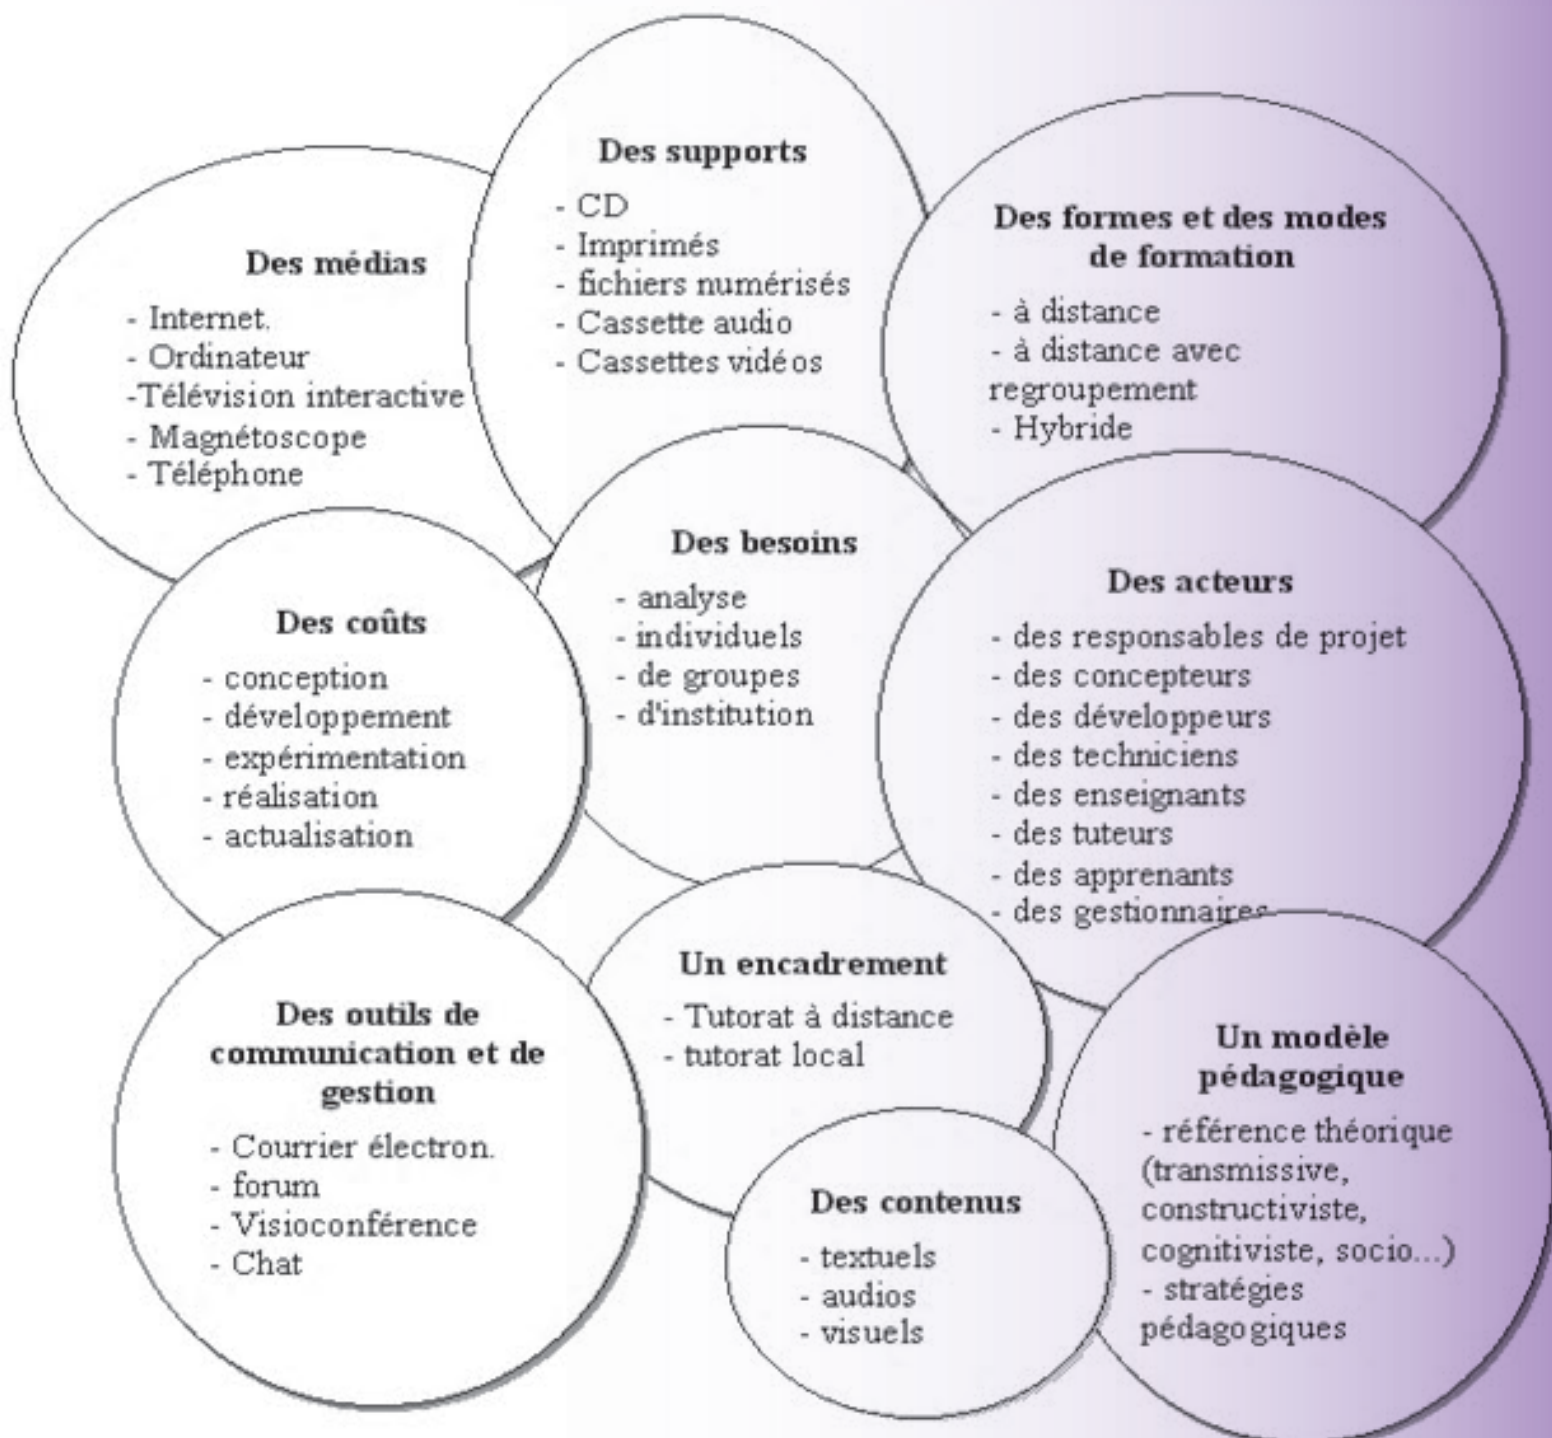 Des supports
- CD
- Imprimés
- fichiers numérisés
- Cassette audio
- Cassettes vidéos
Des formes et des modes
de formation
- à distance
- à distance avec
regroupement
- Hybride
Des médias
- Internet.
- Ordinateur
-Télévision interactive
- Magnétoscope
- Téléphone
Des besoins
- analyse
- individuels
- de groupes
- d'institution
Des acteurs
- des responsables de projet
- des concepteurs
- des développeurs
- des techniciens
- des enseignants
- des tuteurs
- des apprenants
- des gestionnaires
Des coûts
- conception
- développement
- expérimentation
- réalisation
- actualisation
Un encadrement
- Tutorat à distance
- tutorat local
Des outils de
communication et de
gestion
- Courrier électron.
- forum
- Visioconférence
- Chat
Un modèle
pédagogique
- référence théorique
(transmissive,
constructiviste,
cognitiviste, socio...)
- stratégies
pédagogiques
Des contenus
- textuels
- audios
- visuels